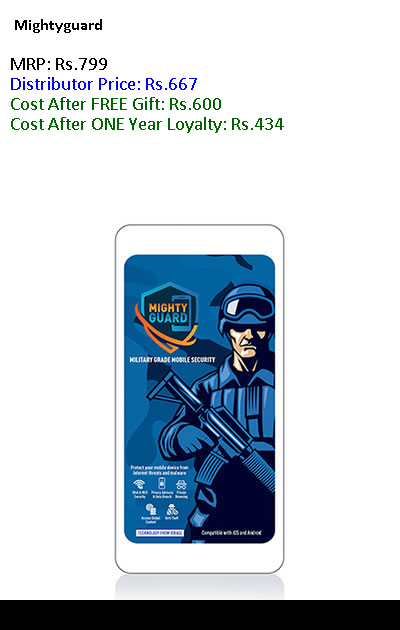 Mightyguard
MRP: Rs.799
Distributor Price: Rs.667
Cost After FREE Gift: Rs.600
Cost After ONE Year Loyalty: Rs.434
MIGHTY
GUARD
MILITARY GRADE MOBILE SECURITY
Protect your mobile device from
internet threats and malware
Web & Wifi
Security
Privacy Advisory
& Data Breach
Private
Browsing
Access Global
Content
Anti-Theft
TECHNOLOGY FROM ISRAEL
Compatible with iOS and Android